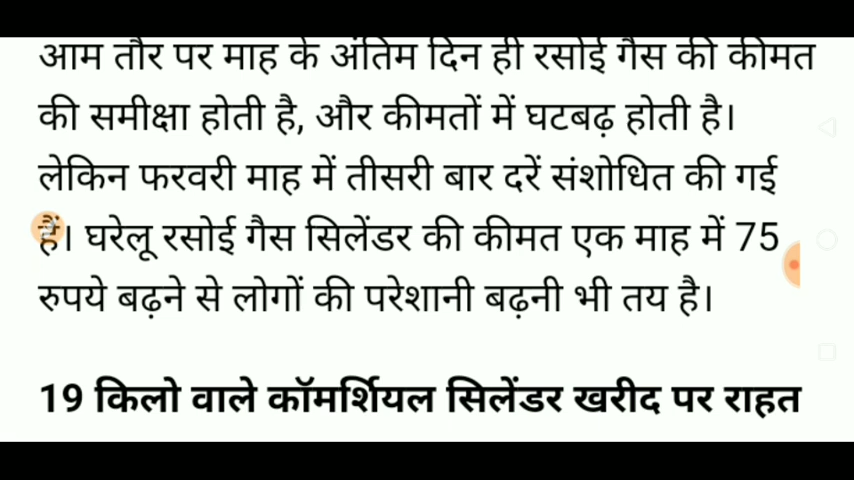 आम तौर पर माह के अंतिम दिन ही रसोई गैस की कीमत
की समीक्षा होती है, और कीमतों में घटबढ़ होती है।
लेकिन फरवरी माह में तीसरी बार दरें संशोधित की गई
हैं। घरेलू रसोई गैस सिलेंडर की कीमत एक माह में 75
रुपये बढ़ने से लोगों की परेशानी बढ़नी भी तय है।
19 किलो वाले कॉमर्शियल सिलेंडर खरीद पर राहत